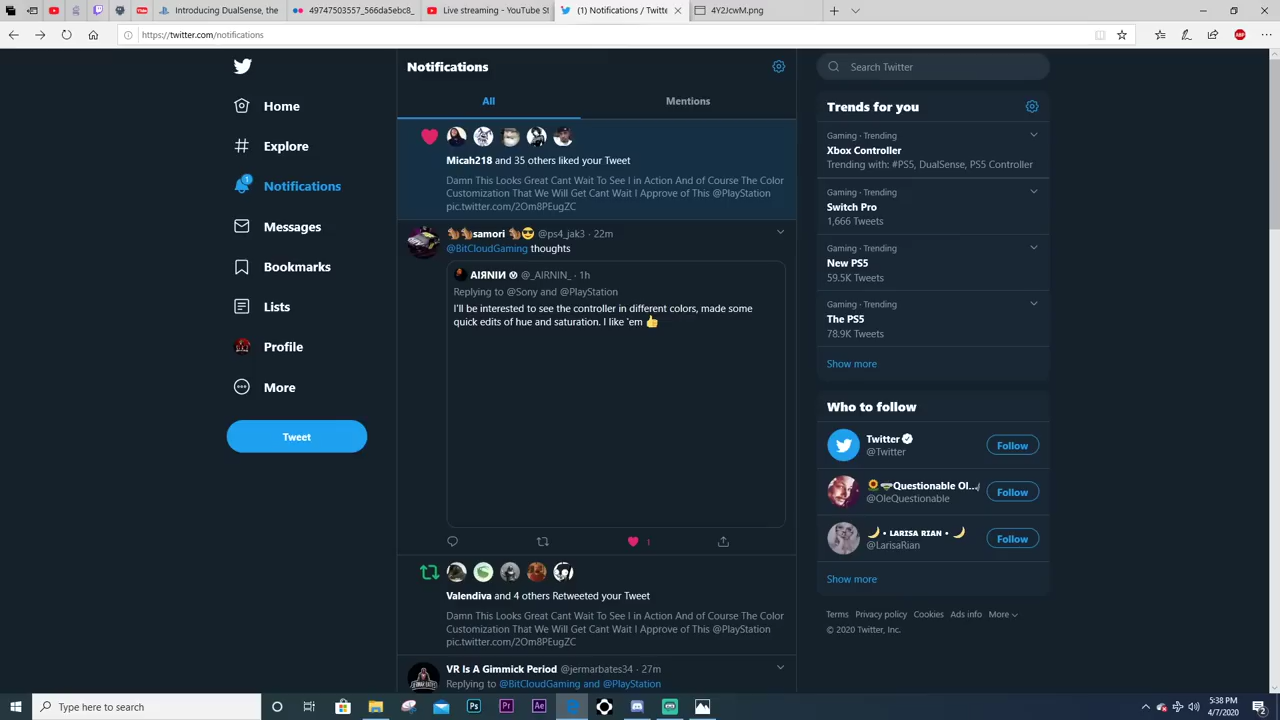 Introducing DualSense, the
49747503557_566da5ebc8_
Live streaming - YouTube St
(1) Notifications / Twitte
4Y2JcwM.png
https://twitter.com/notifications
ABP
Notifications
Search Twitter
All
Mentions
Home
Explore
1
Notifications
Messages
Bookmarks
Lists
Profile
More
Tweet
Micah218 and 35 others liked your Tweet
Damn This Looks Great Cant Wait To See I in Action And of Course The Color
Customization That We Will Get Cant Wait I Approve of This @PlayStation
pic.twitter.com/2Om8PEugZC
🐿️🐿️samori 🐿️😎 @ps4_jak3 · 22m
@BitCloudGaming thoughts
AIЯNIИ @_AIRNIN_ · 1h
Replying to @Sony and @PlayStation
I'll be interested to see the controller in different colors, made some
quick edits of hue and saturation. I like 'em 👍
1
Valendiva and 4 others Retweeted your Tweet
Damn This Looks Great Cant Wait To See I in Action And of Course The Color
Customization That We Will Get Cant Wait I Approve of This @PlayStation
pic.twitter.com/2Om8PEugZC
VR Is A Gimmick Period @jermarbates34 · 27m
Replying to @BitCloudGaming and @PlayStation
Trends for you
Gaming · Trending
Xbox Controller
Trending with: #PS5, DualSense, PS5 Controller
Gaming · Trending
Switch Pro
1,666 Tweets
Gaming · Trending
New PS5
59.5K Tweets
Gaming · Trending
The PS5
78.9K Tweets
Show more
Who to follow
Twitter
@Twitter
Follow
🌻🍵Questionable Ol...
@OleQuestionable
Follow
🌙 • ʟᴀʀɪsᴀ ʀɪᴀɴ • 🌙
@LarisaRian
Follow
Show more
Terms Privacy policy Cookies Ads info More
© 2020 Twitter, Inc.
Type here to search
Ps
Pr
Ae
5:38 PM
4/7/2020
2